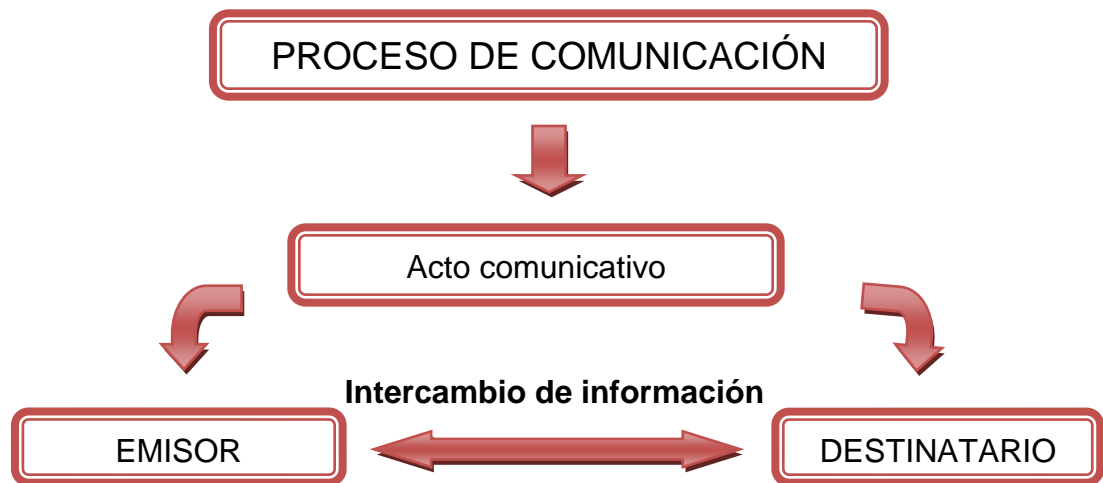 PROCESO DE COMUNICACIÓN
Acto comunicativo
Intercambio de información
EMISOR
DESTINATARIO